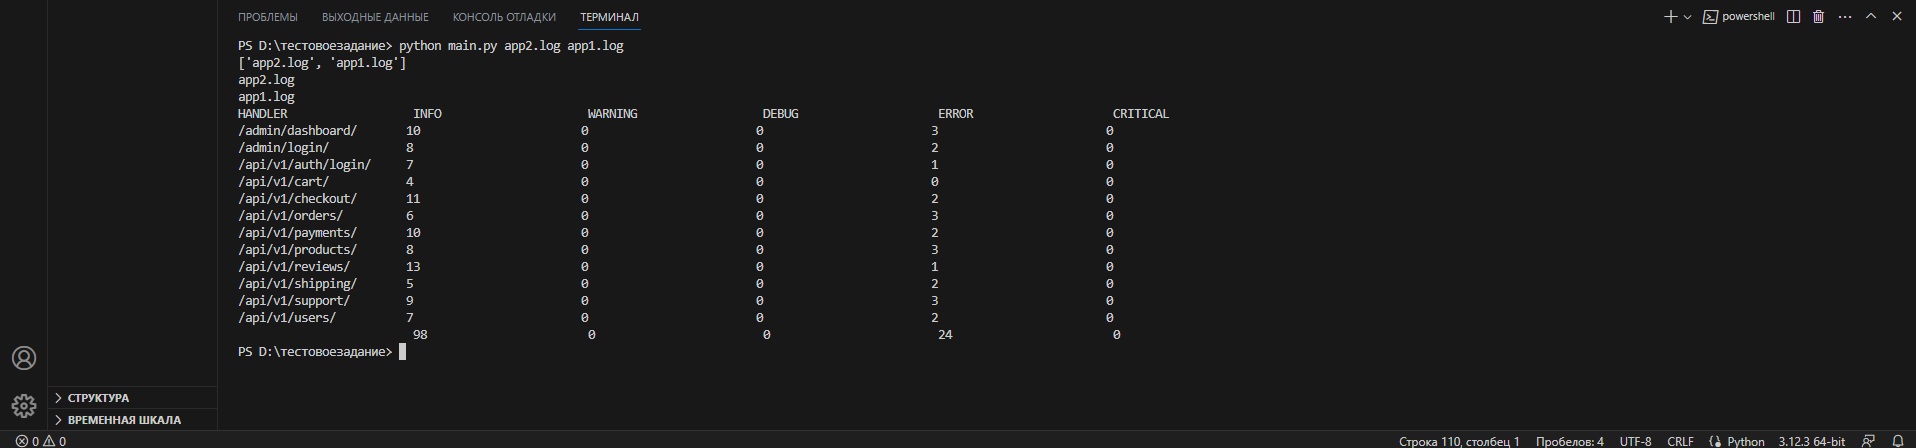 ПРОБЛЕМЫ ВЫХОДНЫЕ ДАННЫЕ КОНСОЛЬ ОТЛАДКИ ТЕРМИНАЛ powershell
PS D:\тестовоезадание> python main.py app2.log app1.log
['app2.log', 'app1.log']
app2.log
app1.log
HANDLER INFO WARNING DEBUG ERROR CRITICAL
/admin/dashboard/ 10 0 0 3 0
/admin/login/ 8 0 0 2 0
/api/v1/auth/login/ 7 0 0 1 0
/api/v1/cart/ 4 0 0 0 0
/api/v1/checkout/ 11 0 0 2 0
/api/v1/orders/ 6 0 0 3 0
/api/v1/payments/ 10 0 0 2 0
/api/v1/products/ 8 0 0 3 0
/api/v1/reviews/ 13 0 0 1 0
/api/v1/shipping/ 5 0 0 2 0
/api/v1/support/ 9 0 0 3 0
/api/v1/users/ 7 0 0 2 0
98 0 0 24 0
PS D:\тестовоезадание>
СТРУКТУРА
ВРЕМЕННАЯ ШКАЛА
0 0 Строка 110, столбец 1 Пробелов: 4 UTF-8 CRLF Python 3.12.3 64-bit